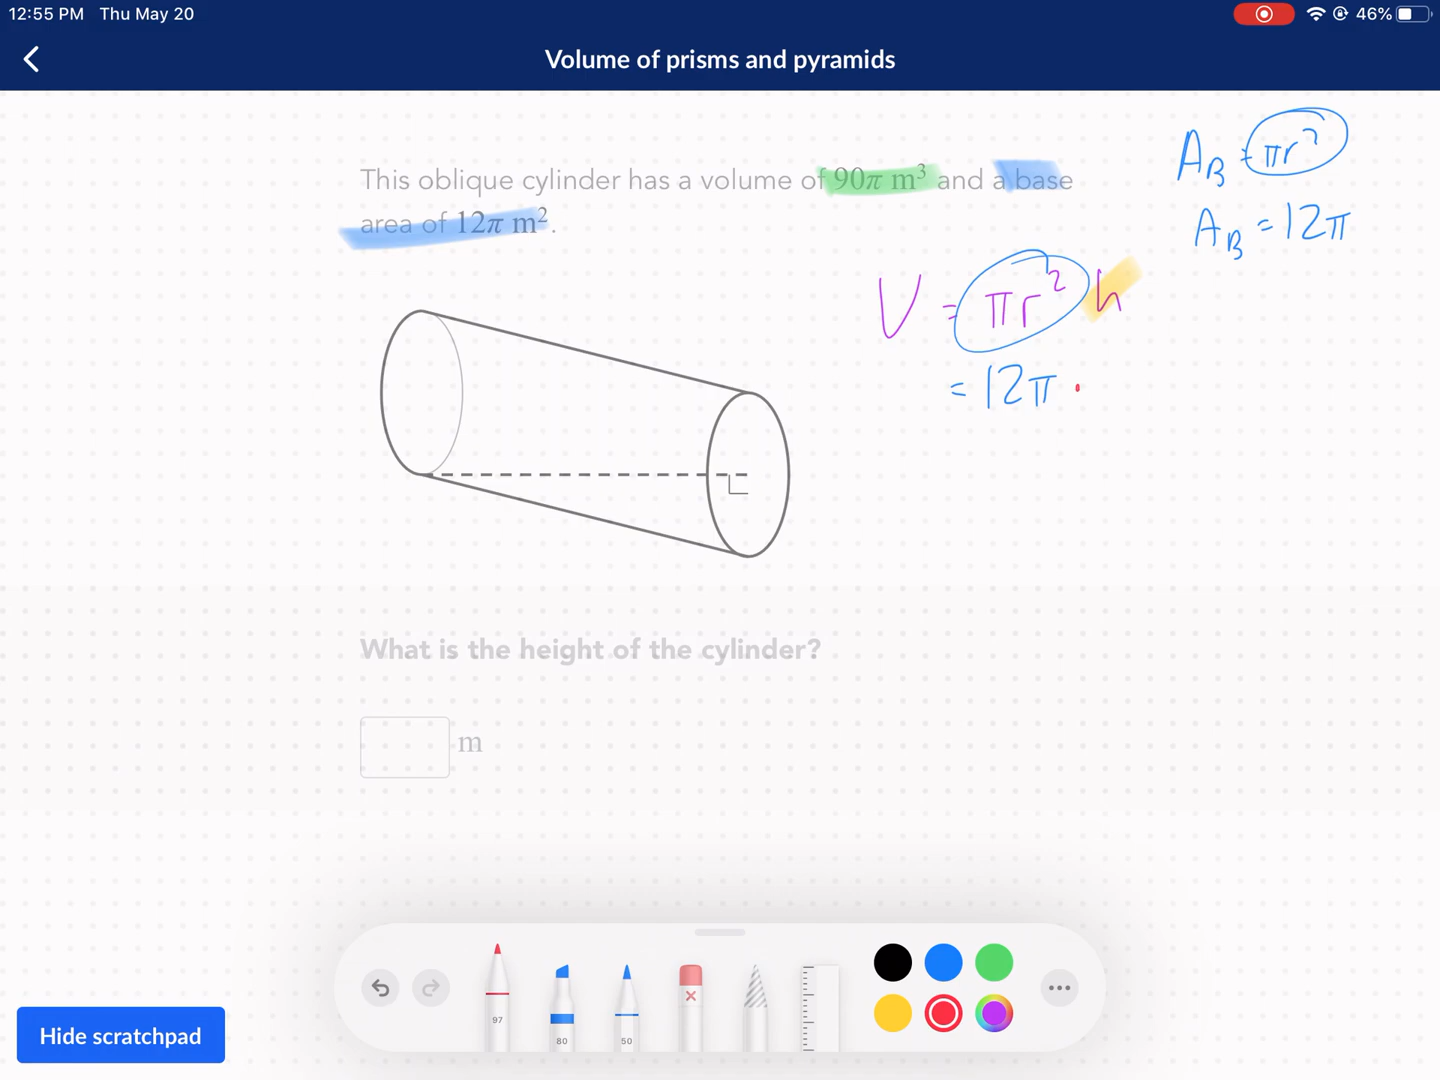 12:55 PM Thu May 20
46%
Volume of prisms and pyramids
This oblique cylinder has a volume of 90π m³ and a base
area of 12π m².
A_B = πr²
A_B = 12π
V = πr²h
= 12π ·
What is the height of the cylinder?
m
97
80
50
Hide scratchpad